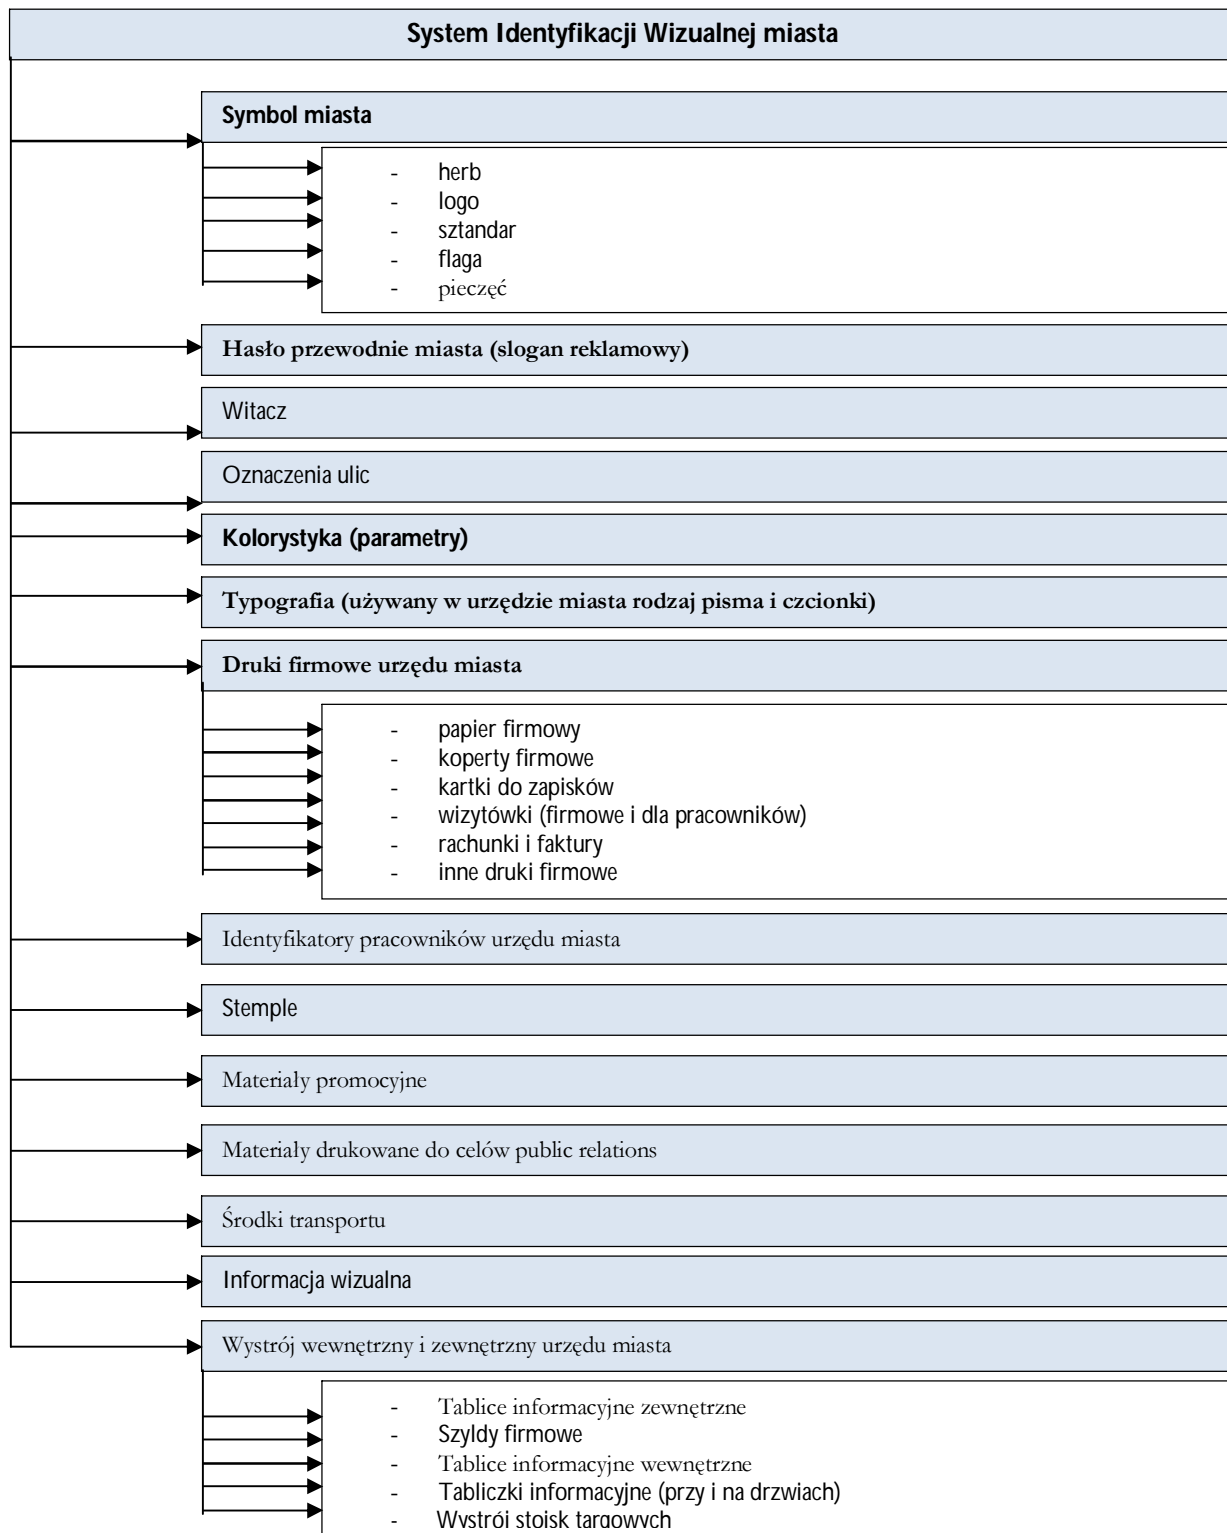 System Identyfikacji Wizualnej miasta
Symbol miasta
- herb
- logo
- sztandar
- flaga
- pieczęć
Hasło przewodnie miasta (slogan reklamowy)
Witacz
Oznaczenia ulic
Kolorystyka (parametry)
Typografia (używany w urzędzie miasta rodzaj pisma i czcionki)
Druki firmowe urzędu miasta
- papier firmowy
- koperty firmowe
- kartki do zapisków
- wizytówki (firmowe i dla pracowników)
- rachunki i faktury
- inne druki firmowe
Identyfikatory pracowników urzędu miasta
Stemple
Materiały promocyjne
Materiały drukowane do celów public relations
Środki transportu
Informacja wizualna
Wystrój wewnętrzny i zewnętrzny urzędu miasta
- Tablice informacyjne zewnętrzne
- Szyldy firmowe
- Tablice informacyjne wewnętrzne
- Tabliczki informacyjne (przy i na drzwiach)
- Wystrój stoisk targowych